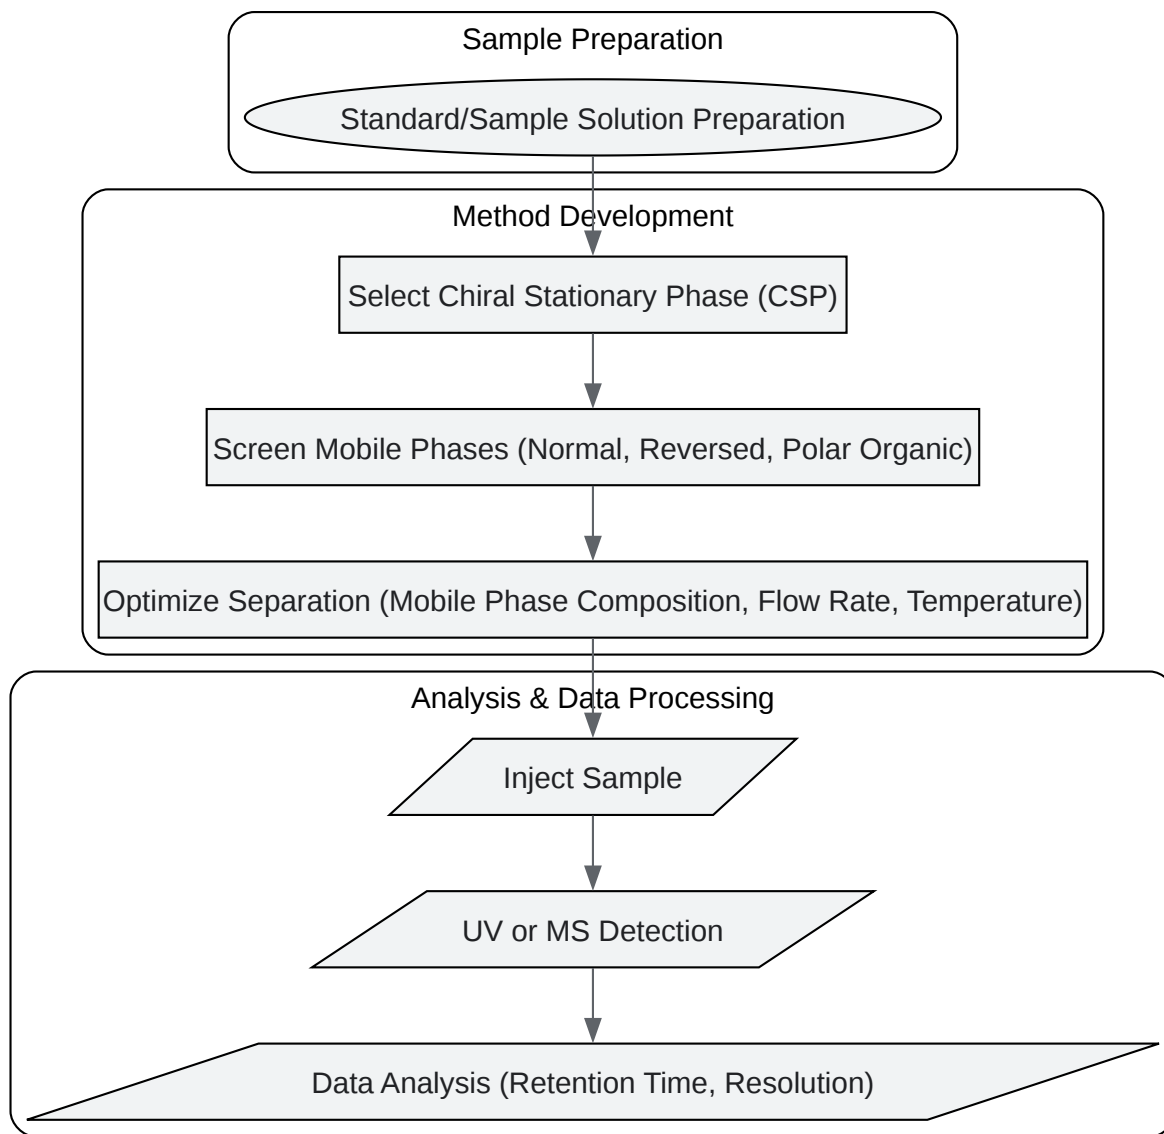 Sample Preparation
Standard/Sample Solution Preparation
Method Development
Select Chiral Stationary Phase (CSP)
Screen Mobile Phases (Normal, Reversed, Polar Organic)
Optimize Separation (Mobile Phase Composition, Flow Rate, Temperature)
Analysis & Data Processing
Inject Sample
UV or MS Detection
Data Analysis (Retention Time, Resolution)